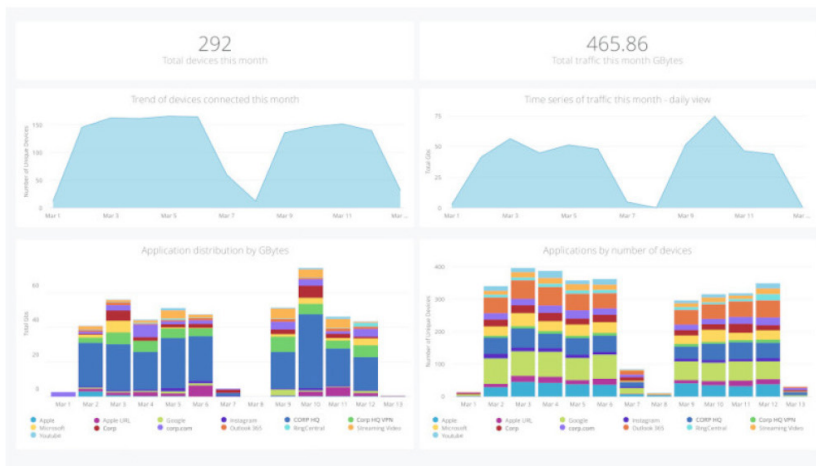 292
Total devices this month
465.86
Total traffic this month GBytes
Trend of devices connected this month
Number of Unique Devices
150
100
50
0
Mar 1 Mar 3 Mar 5 Mar 7 Mar 9 Mar 11 Mar ...
Time series of traffic this month - daily view
Total Gbs
75
50
25
0
Mar 1 Mar 3 Mar 5 Mar 7 Mar 9 Mar 11 Mar ...
Application distribution by GBytes
Total Gbs
60
40
20
0
Mar 1 Mar 2 Mar 3 Mar 4 Mar 5 Mar 6 Mar 7 Mar 8 Mar 9 Mar 10 Mar 11 Mar 12 Mar 13
Apple Apple URL Google Instagram CORP HQ Corp HQ VPN
Microsoft Corp corp.com Outlook 365 RingCentral Streaming Video
Youtube
Applications by number of devices
Number of Unique Devices
400
300
200
100
0
Mar 1 Mar 2 Mar 3 Mar 4 Mar 5 Mar 6 Mar 7 Mar 8 Mar 9 Mar 10 Mar 11 Mar 12 Mar 13
Apple Apple URL Google Instagram CORP HQ Corp HQ VPN
Microsoft Corp corp.com Outlook 365 RingCentral Streaming Video
Youtube